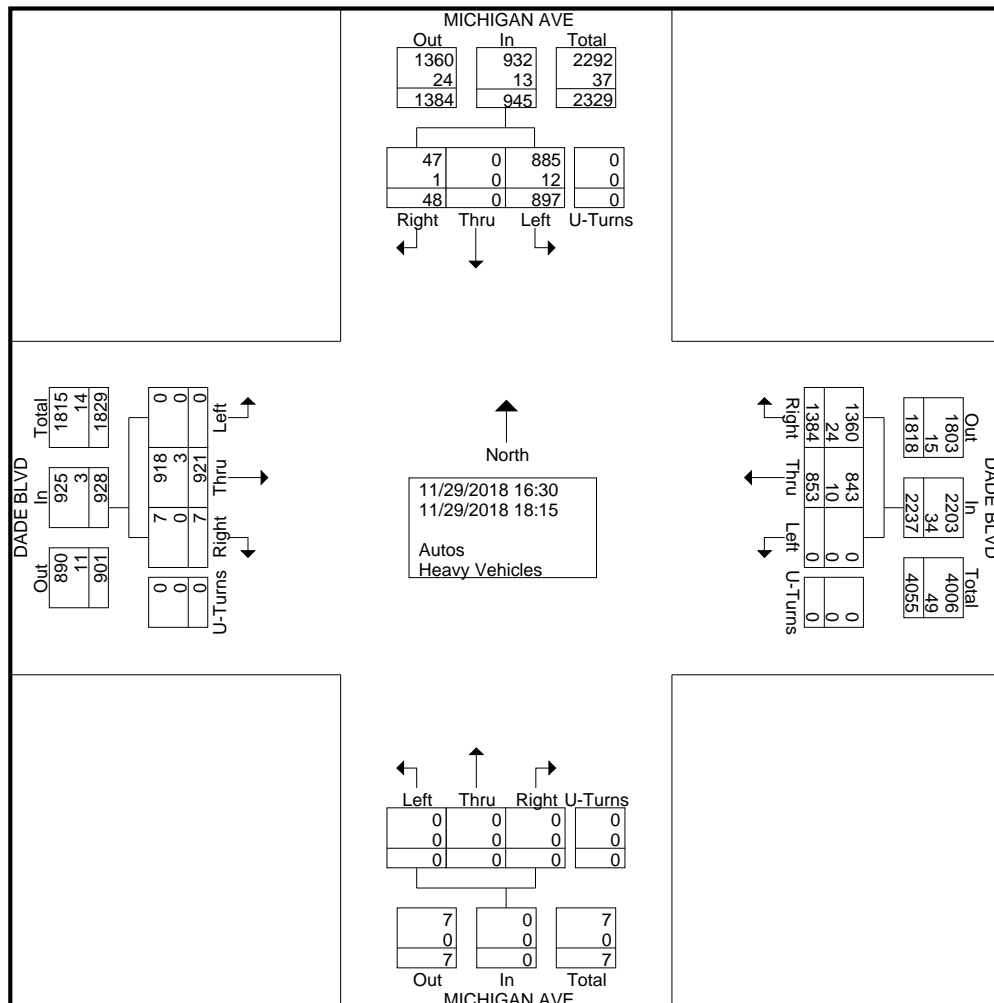 MICHIGAN AVE
Out In Total
1360 932 2292
24 13 37
1384 945 2329
47 0 885 0
1 0 12 0
48 0 897 0
Right Thru Left U-Turns
DADE BLVD
Total In Out
1815 925 890
14 3 11
1829 928 901
0 918 7 0
0 3 0 0
0 921 7 0
Left Thru Right U-Turns
North
11/29/2018 16:30
11/29/2018 18:15
Autos
Heavy Vehicles
DADE BLVD
Out In Total
1803 2203 4006
15 34 49
1818 2237 4055
1360 843 0 0
24 10 0 0
1384 853 0 0
Right Thru Left U-Turns
Left Thru Right U-Turns
0 0 0 0
0 0 0 0
0 0 0 0
7 0 7
0 0 0
7 0 7
Out In Total
MICHIGAN AVE